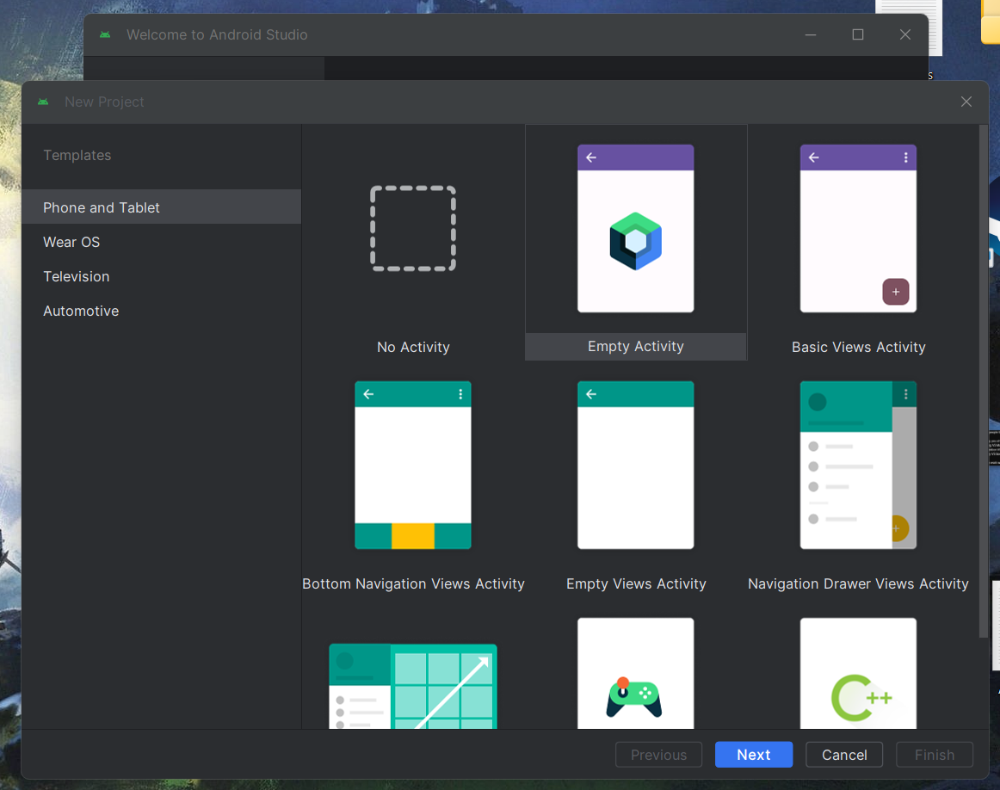 Welcome to Android Studio
s
New Project
Templates
Phone and Tablet
Wear OS
Television
Automotive
No Activity
Empty Activity
Basic Views Activity
Bottom Navigation Views Activity
Empty Views Activity
Navigation Drawer Views Activity
C++
Previous
Next
Cancel
Finish